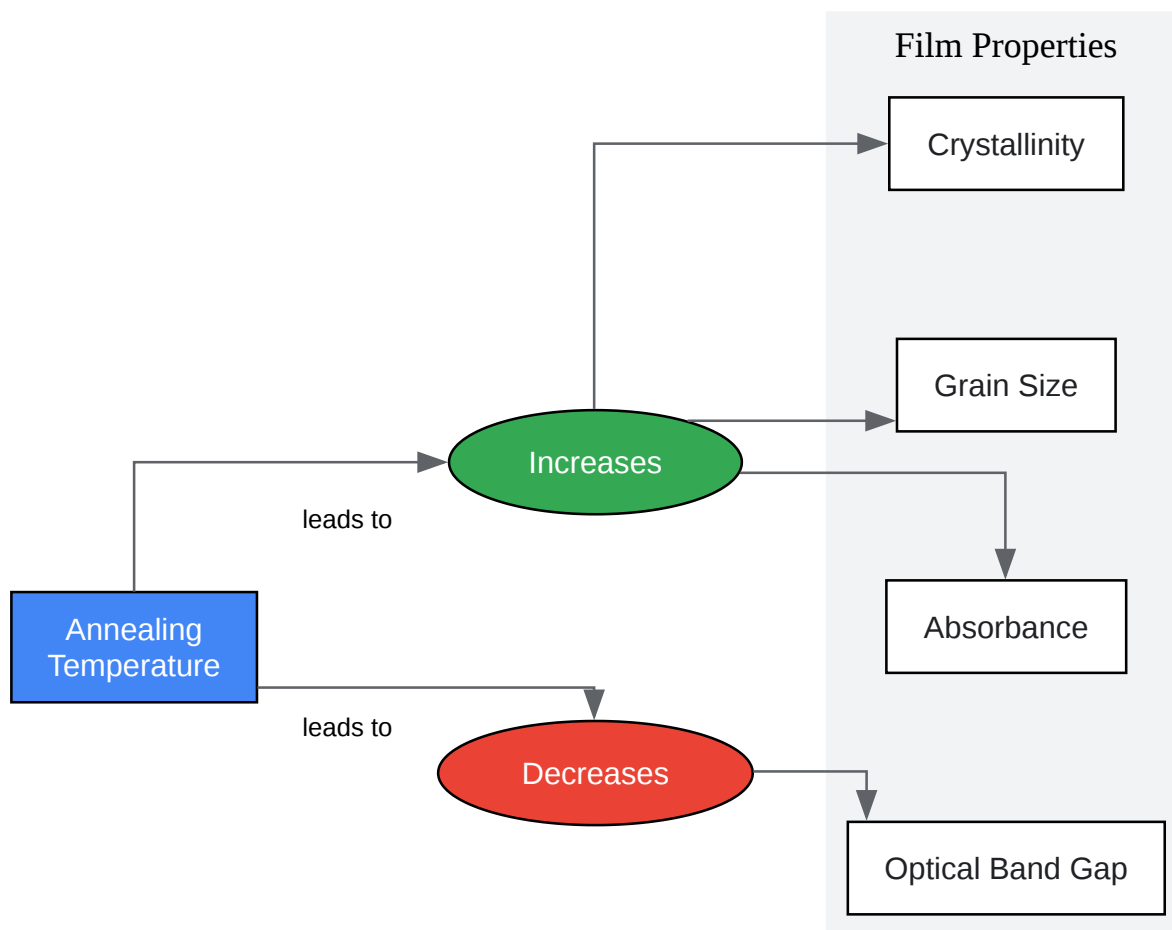 Film Properties
Crystallinity
Grain Size
Increases
leads to
Absorbance
Annealing
Temperature
leads to
Decreases
Optical Band Gap